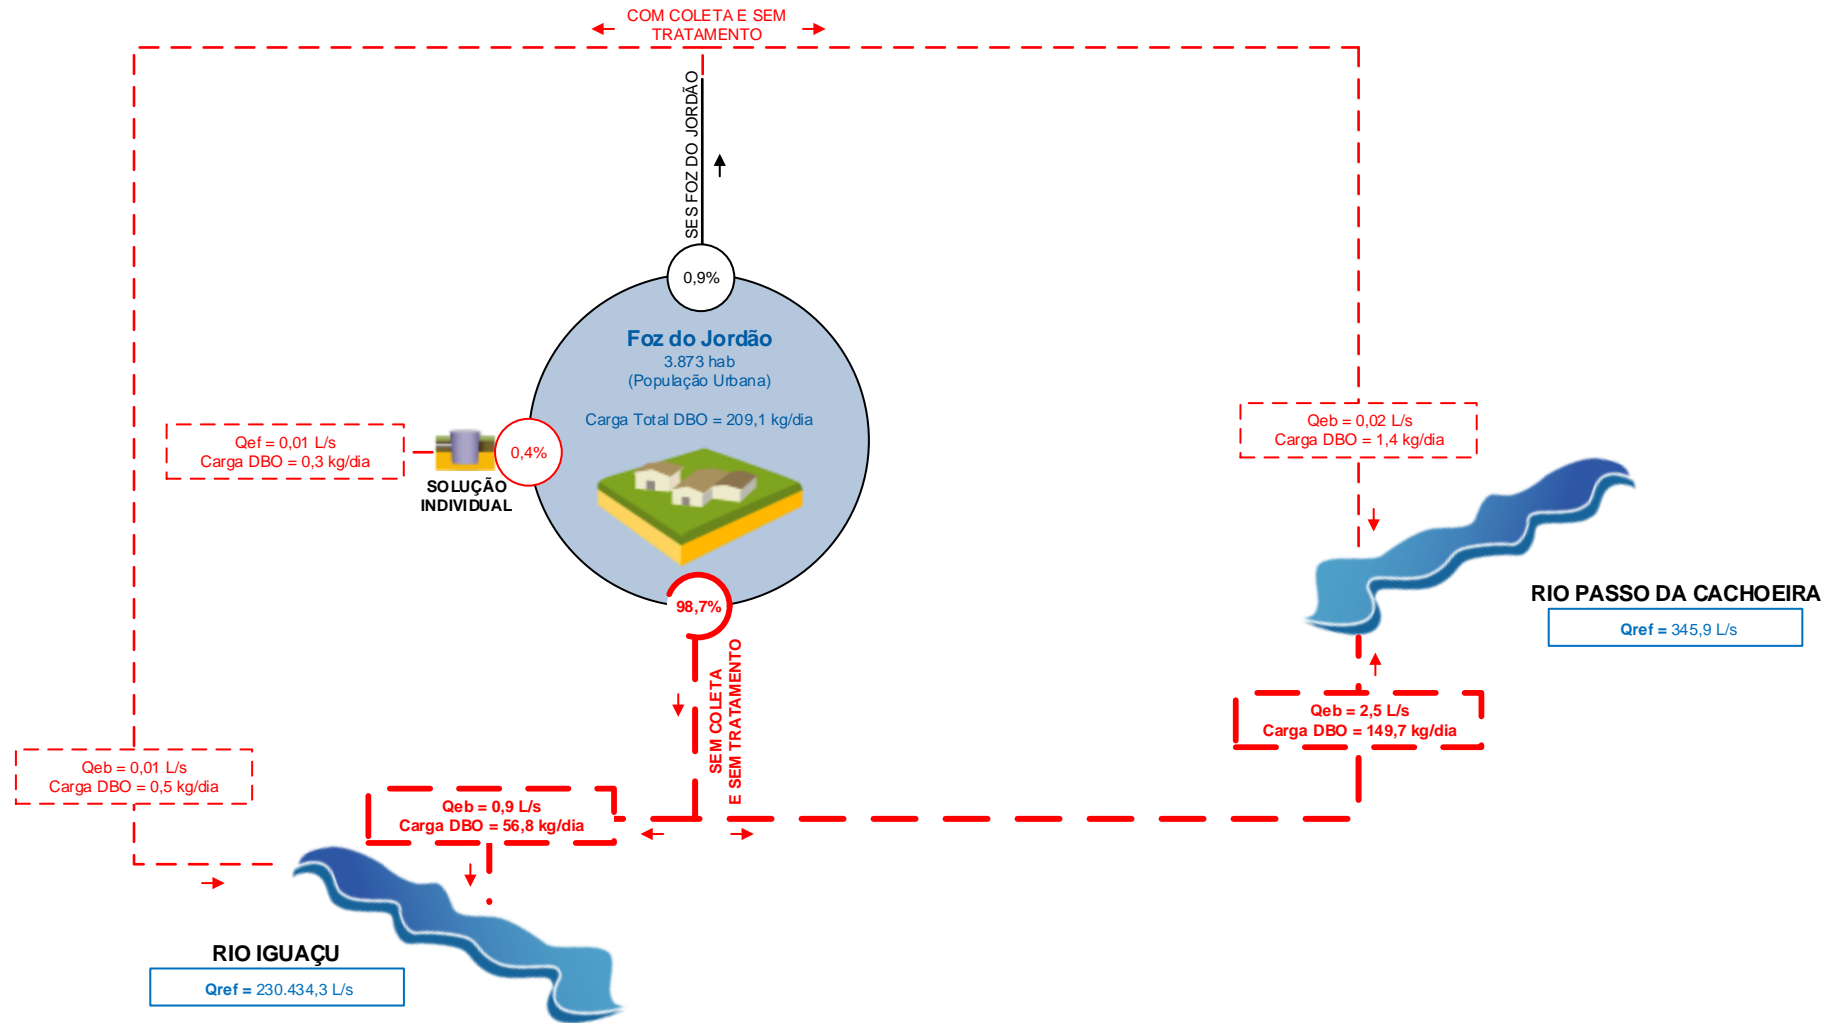 COM COLETA E SEM
TRATAMENTO
SES FOZ DO JORDÃO
0,9%
Foz do Jordão
3.873 hab
(População Urbana)
Carga Total DBO = 209,1 kg/dia
Qef = 0,01 L/s
Carga DBO = 0,3 kg/dia
0,4%
SOLUÇÃO
INDIVIDUAL
Qeb = 0,02 L/s
Carga DBO = 1,4 kg/dia
98,7%
SEM COLETA
E SEM TRATAMENTO
RIO PASSO DA CACHOEIRA
Qref = 345,9 L/s
Qeb = 2,5 L/s
Carga DBO = 149,7 kg/dia
Qeb = 0,01 L/s
Carga DBO = 0,5 kg/dia
Qeb = 0,9 L/s
Carga DBO = 56,8 kg/dia
RIO IGUAÇU
Qref = 230.434,3 L/s